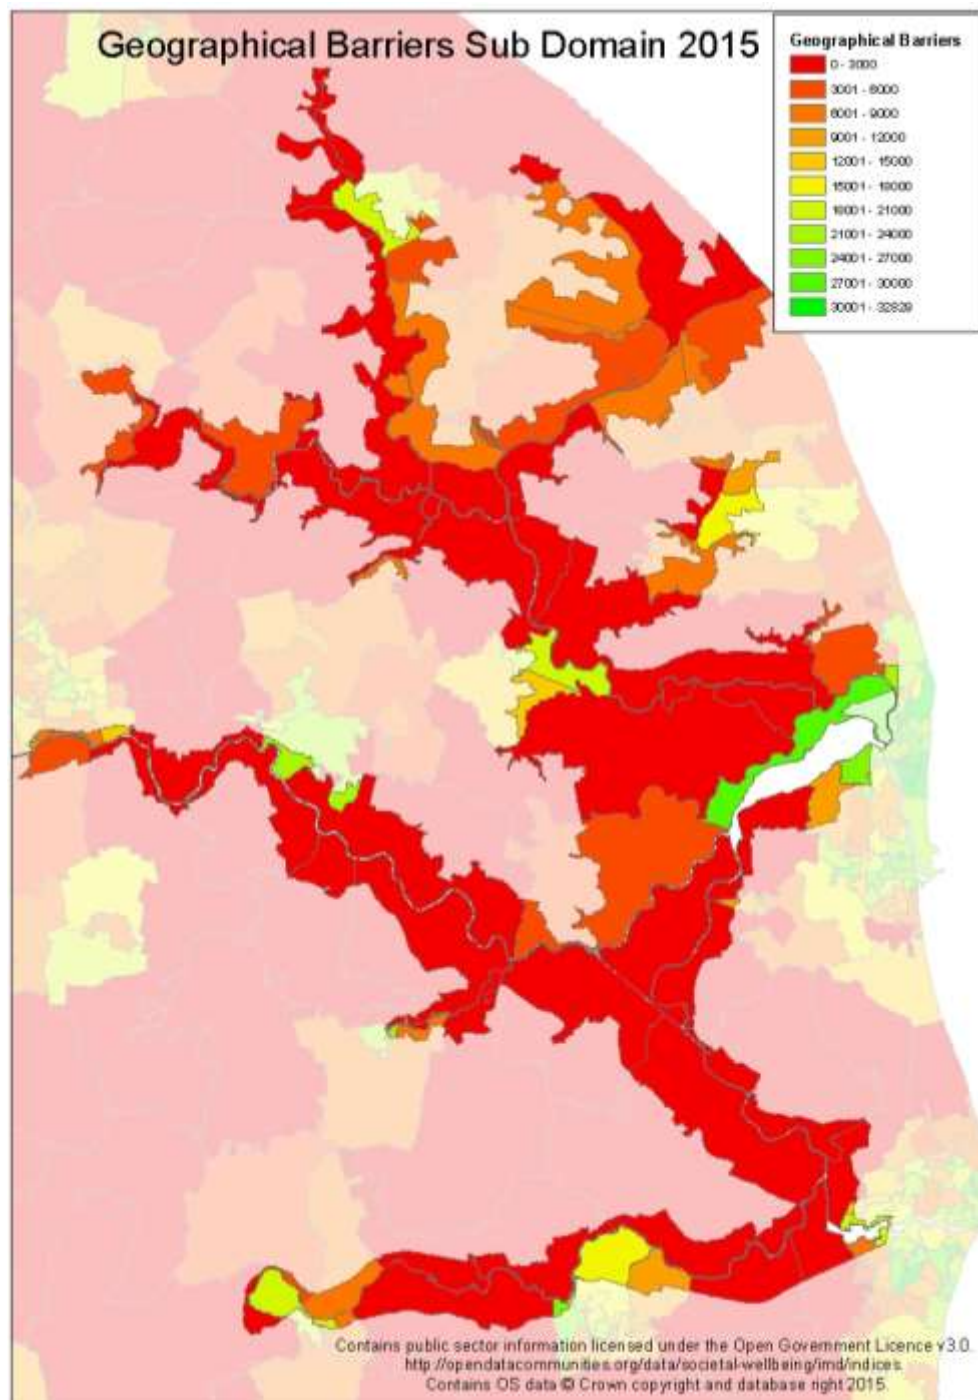 Geographical Barriers Sub Domain 2015
Geographical Barriers
0 - 3000
3001 - 6000
6001 - 9000
9001 - 12000
12001 - 15000
15001 - 18000
18001 - 21000
21001 - 24000
24001 - 27000
27001 - 30000
30001 - 32829
Contains public sector information licensed under the Open Government Licence v3.0.
http://opendatacommunities.org/data/societal-wellbeing/imd/indices.
Contains OS data © Crown copyright and database right 2015.